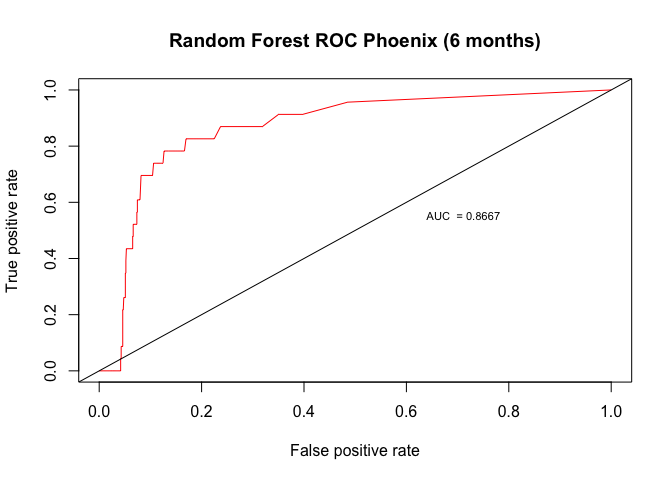 Random Forest ROC Phoenix (6 months)
True positive rate
1.0
0.8
0.6
0.4
0.2
0.0
AUC = 0.8667
0.0 0.2 0.4 0.6 0.8 1.0
False positive rate